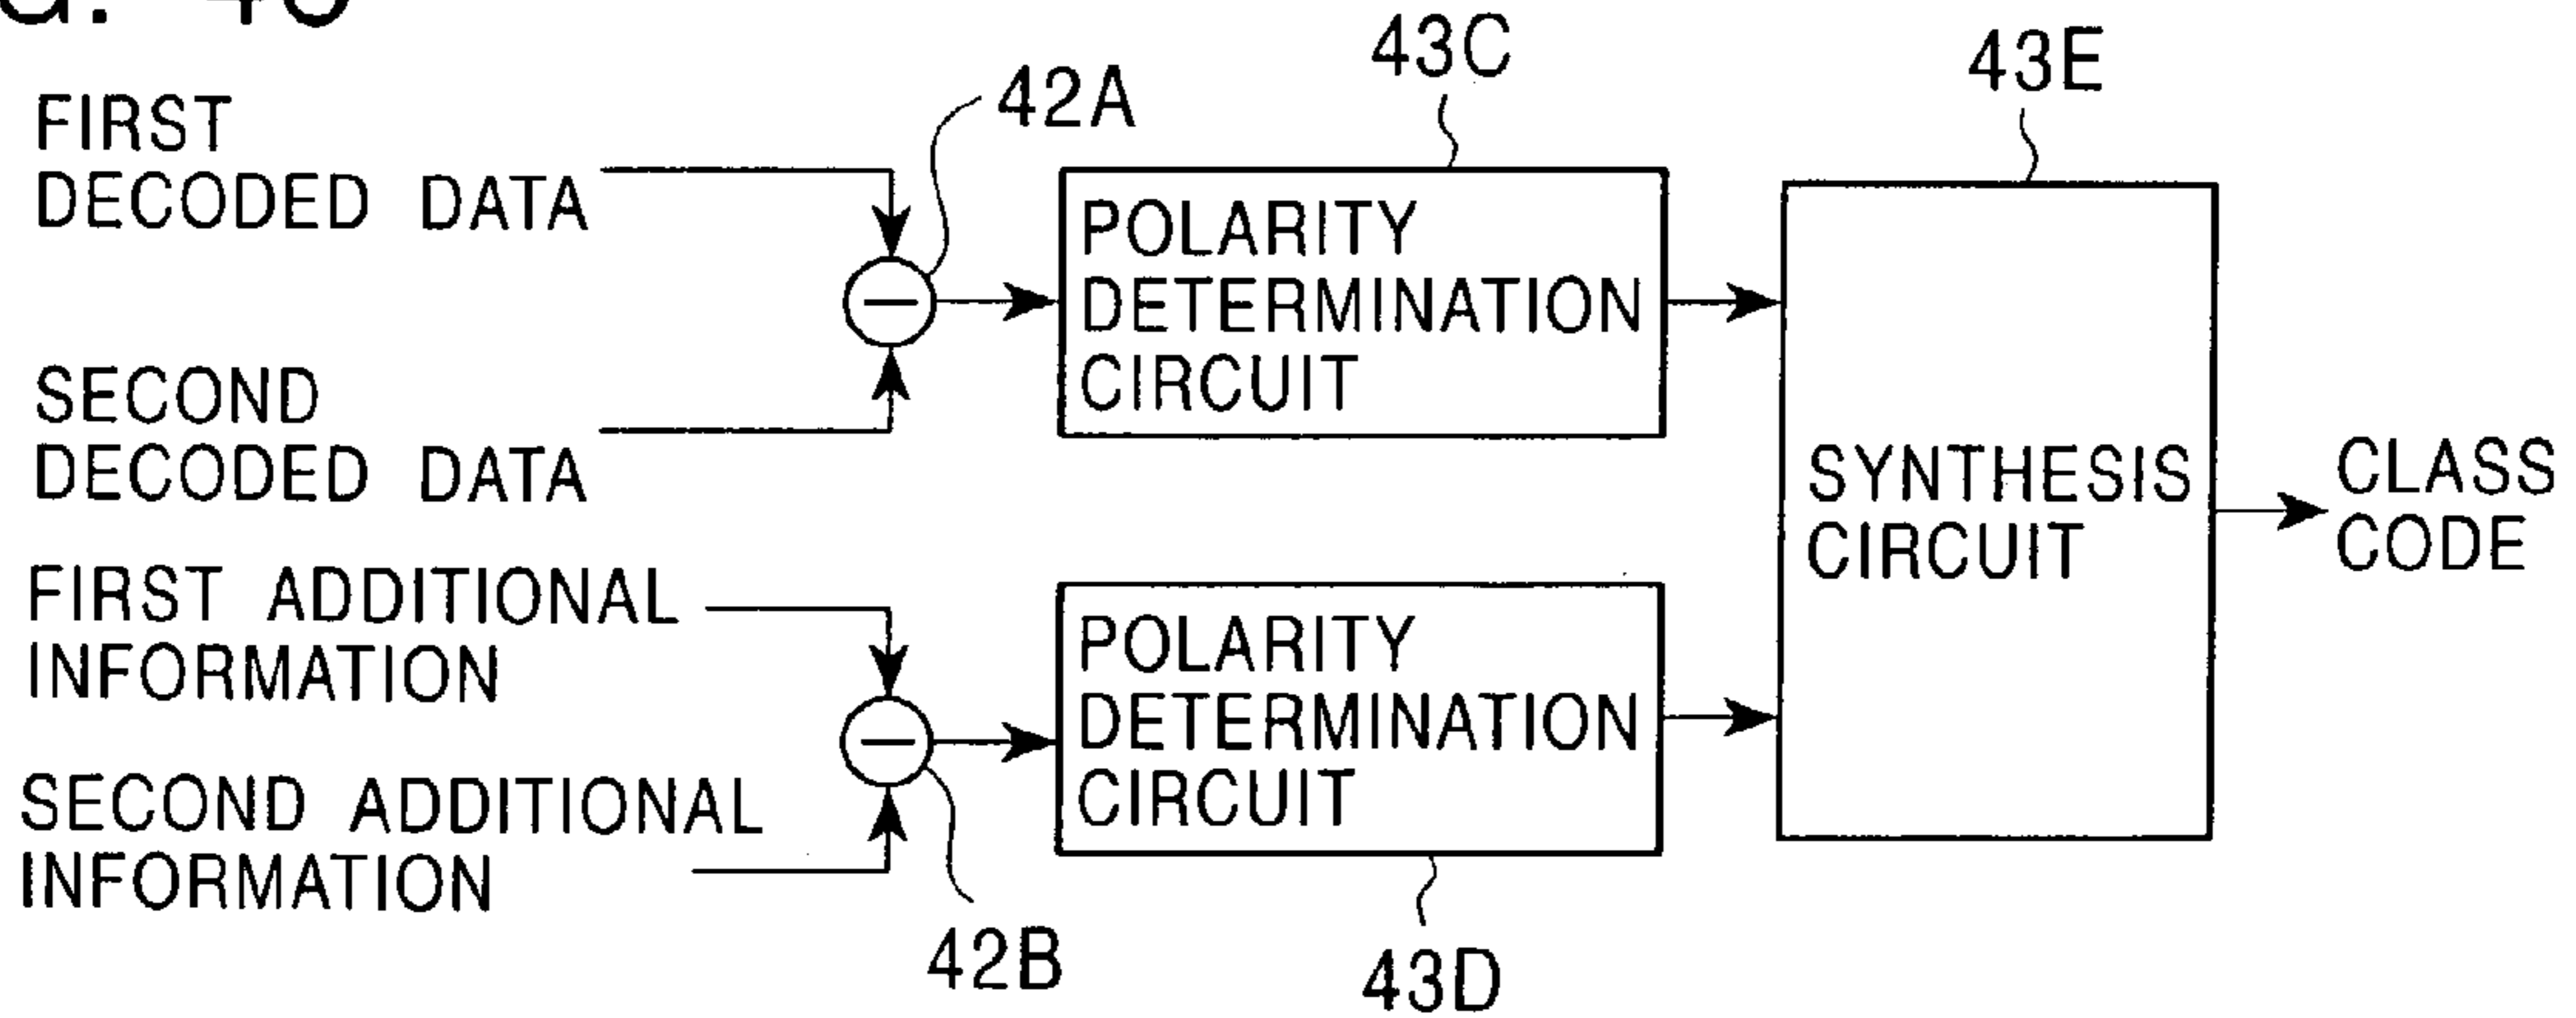 43C
43E
42A
FIRST
DECODED DATA
POLARITY
DETERMINATION
CIRCUIT
SECOND
DECODED DATA
SYNTHESIS
CIRCUIT
CLASS
CODE
FIRST ADDITIONAL
INFORMATION
POLARITY
DETERMINATION
CIRCUIT
SECOND ADDITIONAL
INFORMATION
42B
43D